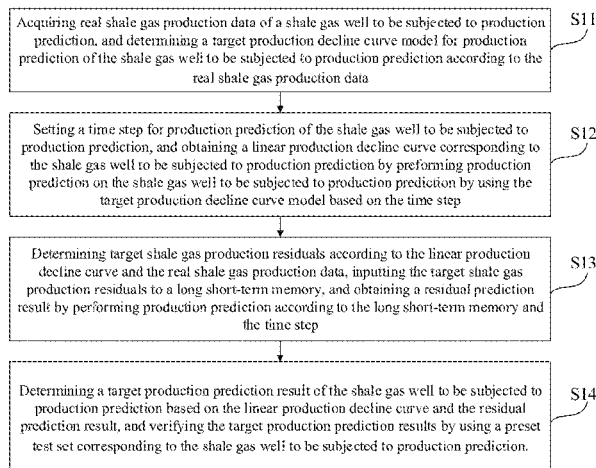 Acquiring real shale gas production data of a shale gas well to be subjected to production
prediction, and determining a target production decline curve model for production
prediction of the shale gas well to be subjected to production prediction according to the
real shale gas production data
S11
Setting a time step for production prediction of the shale gas well to be subjected to
production prediction, and obtaining a linear production decline curve corresponding to
the shale gas well to be subjected to production prediction by preforming production
prediction on the shale gas well to be subjected to production prediction by using the
target production decline curve model based on the time step
S12
Determining target shale gas production residuals according to the linear production
decline curve and the real shale gas production data, inputting the target shale gas
production residuals to a long short-term memory, and obtaining a residual prediction
result by performing production prediction according to the long short-term memory and
the time step
S13
Determining a target production prediction result of the shale gas well to be subjected to
production prediction based on the linear production decline curve and the residual
prediction result, and verifying the target production prediction results by using a preset
test set corresponding to the shale gas well to be subjected to production prediction.
S14